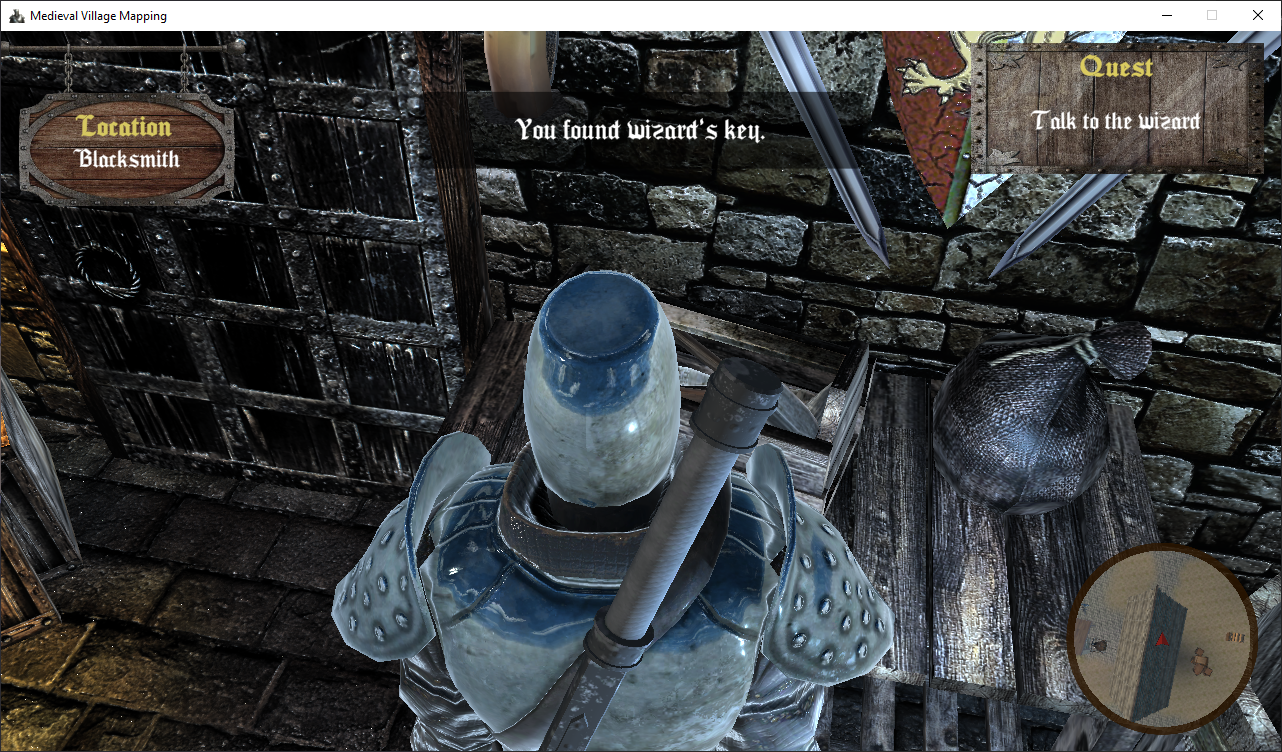 Medieval Village Mapping
Location
Blacksmith
You found wizard's key.
Quest
Talk to the wizard